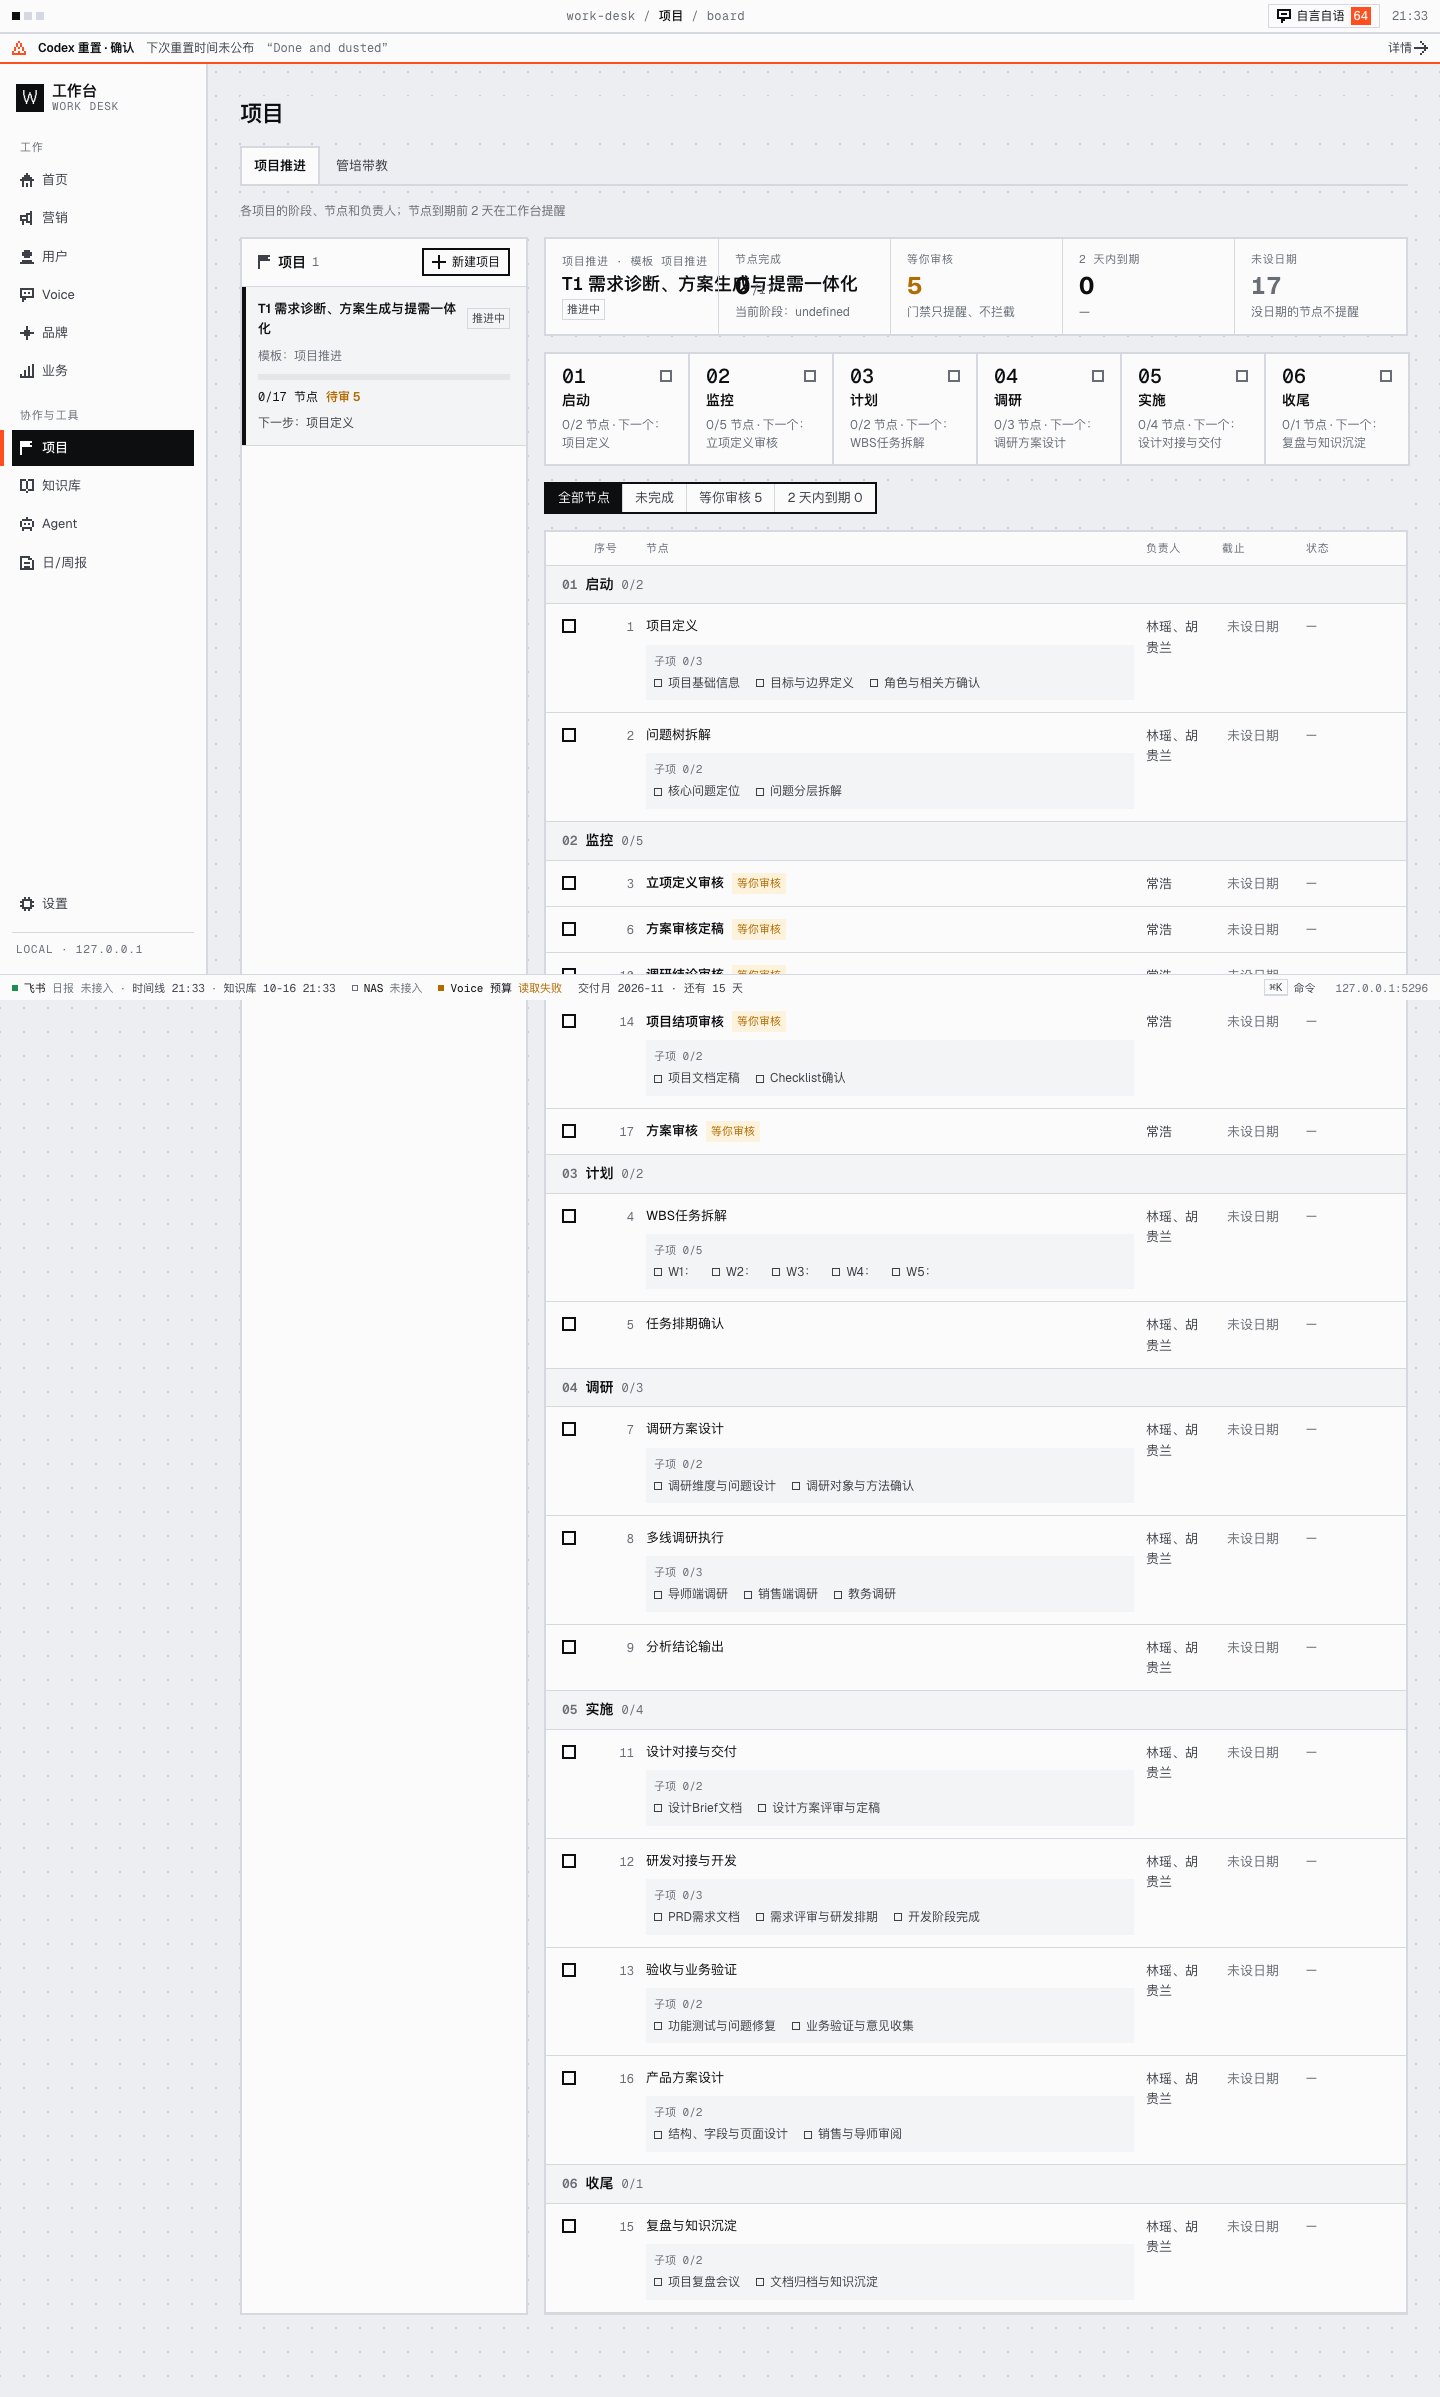 work-desk / 项目 / board
自言自语 64 21:33
Codex 重置·确认 下次重置时间未公布 “Done and dusted” 详情
W 工作台
WORK DESK
工作
首页
营销
用户
Voice
品牌
业务
协作与工具
项目
知识库
Agent
日/周报
设置
LOCAL · 127.0.0.1
项目
项目推进 管培带教
各项目的阶段、节点和负责人；节点到期前 2 天在工作台提醒
项目 1 新建项目
T1 需求诊断、方案生成与提需一体
化
推进中
模板：项目推进
0/17 节点 待审 5
下一步：项目定义
项目推进 · 模板 项目推进
T1 需求诊断、方案生成与提需一体化
推进中
节点完成
0
当前阶段：undefined
等你审核
5
门禁只提醒、不拦截
2 天内到期
0
—
未设日期
17
没日期的节点不提醒
01
启动
0/2 节点·下一个：
项目定义
02
监控
0/5 节点·下一个：
立项定义审核
03
计划
0/2 节点·下一个：
WBS任务拆解
04
调研
0/3 节点·下一个：
调研方案设计
05
实施
0/4 节点·下一个：
设计对接与交付
06
收尾
0/1 节点·下一个：
复盘与知识沉淀
全部节点 未完成 等你审核 5 2 天内到期 0
序号 节点 负责人 截止 状态
01 启动 0/2
1 项目定义 林瑶、胡 未设日期 —
贵兰
子项 0/3
项目基础信息 目标与边界定义 角色与相关方确认
2 问题树拆解 林瑶、胡 未设日期 —
贵兰
子项 0/2
核心问题定位 问题分层拆解
02 监控 0/5
3 立项定义审核 等你审核 常浩 未设日期 —
6 方案审核定稿 等你审核 常浩 未设日期 —
10 调研结论审核 等你审核 常浩 未设日期 —
飞书 日报 未接入 · 时间线 21:33 · 知识库 10-16 21:33 NAS 未接入 Voice 预算 读取失败 交付月 2026-11 · 还有 15 天 ⌘K 命令 127.0.0.1:5296
14 项目结项审核 等你审核 常浩 未设日期 —
子项 0/2
项目文档定稿 Checklist确认
17 方案审核 等你审核 常浩 未设日期 —
03 计划 0/2
4 WBS任务拆解 林瑶、胡 未设日期 —
贵兰
子项 0/5
W1： W2： W3： W4： W5：
5 任务排期确认 林瑶、胡 未设日期 —
贵兰
04 调研 0/3
7 调研方案设计 林瑶、胡 未设日期 —
贵兰
子项 0/2
调研维度与问题设计 调研对象与方法确认
8 多线调研执行 林瑶、胡 未设日期 —
贵兰
子项 0/3
导师端调研 销售端调研 教务调研
9 分析结论输出 林瑶、胡 未设日期 —
贵兰
05 实施 0/4
11 设计对接与交付 林瑶、胡 未设日期 —
贵兰
子项 0/2
设计Brief文档 设计方案评审与定稿
12 研发对接与开发 林瑶、胡 未设日期 —
贵兰
子项 0/3
PRD需求文档 需求评审与研发排期 开发阶段完成
13 验收与业务验证 林瑶、胡 未设日期 —
贵兰
子项 0/2
功能测试与问题修复 业务验证与意见收集
16 产品方案设计 林瑶、胡 未设日期 —
贵兰
子项 0/2
结构、字段与页面设计 销售与导师审阅
06 收尾 0/1
15 复盘与知识沉淀 林瑶、胡 未设日期 —
贵兰
子项 0/2
项目复盘会议 文档归档与知识沉淀